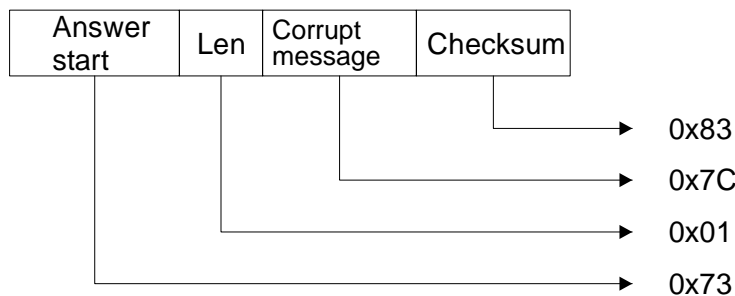 Answer
start
Len
Corrupt
message
Checksum
0x83
0x7C
0x01
0x73